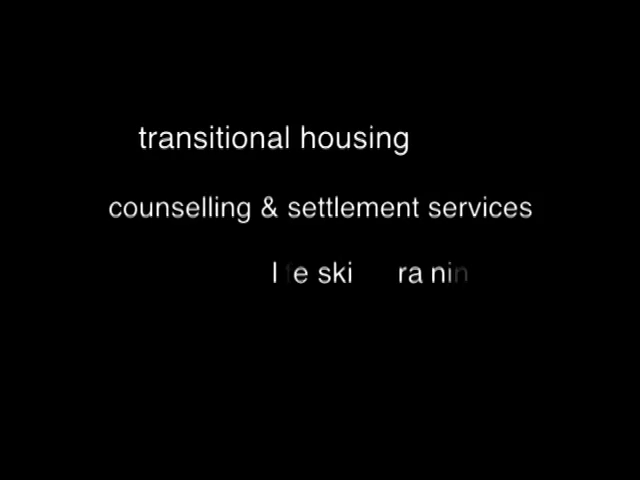 transitional housing
counselling & settlement services